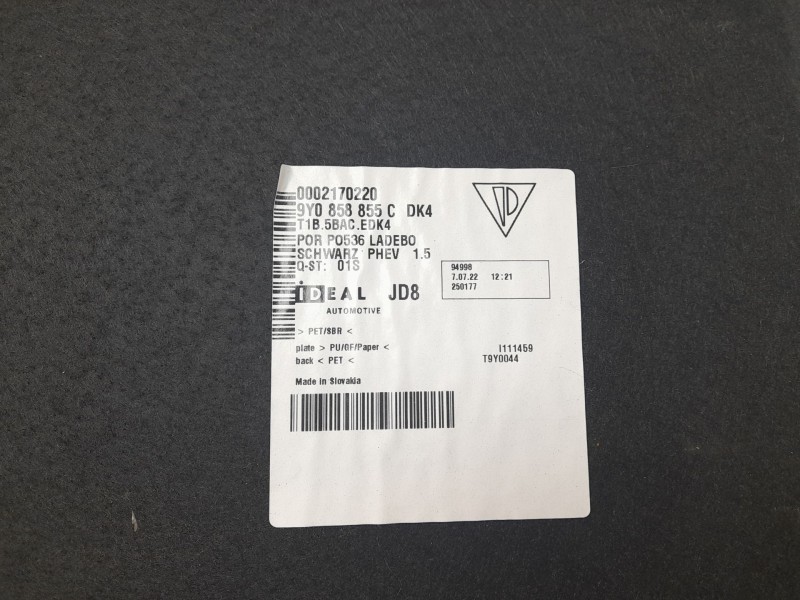 0002170220
9Y0 858 855 C DK4
T1B.5BAC.EDK4
POR PO536 LADEBO
SCHWARZ PHEV 1.5
Q-ST: 01S
94998
7.07.22 12:21
250177
iDEAL JD8
AUTOMOTIVE
> PET/SBR <
plate > PU/GF/Paper <
back < PET <
I111459
T9Y0044
Made in Slovakia